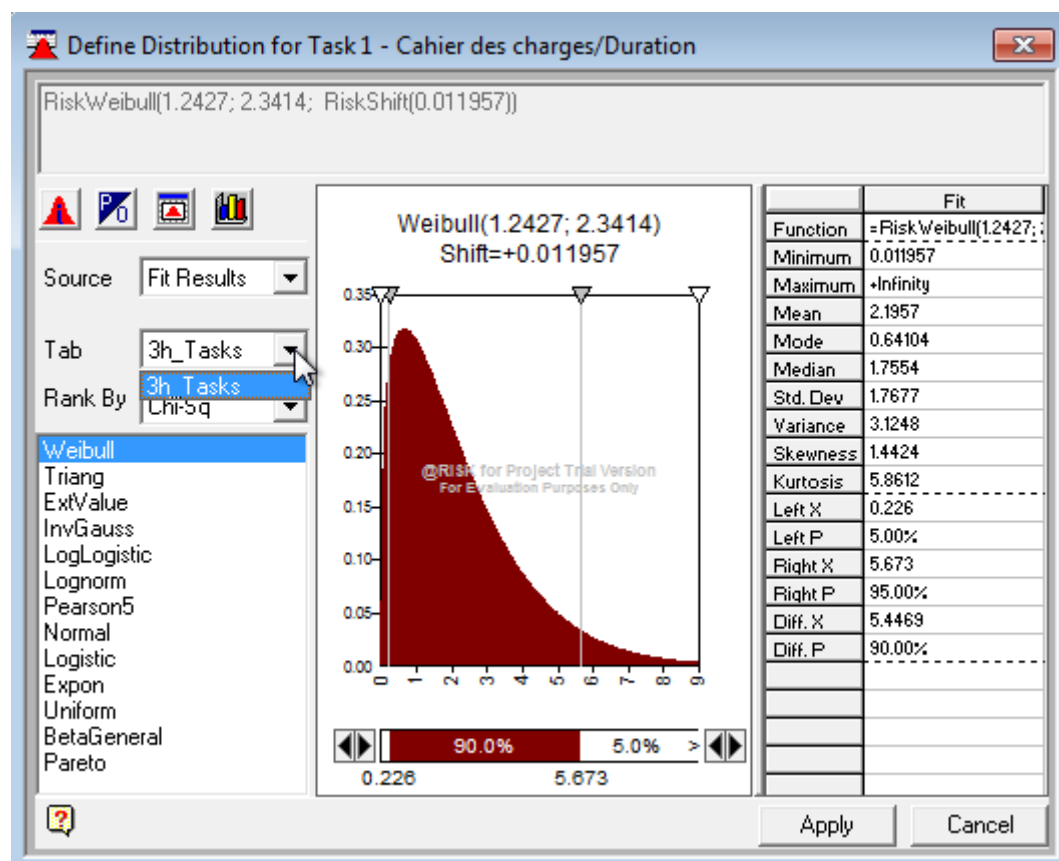 Define Distribution for Task 1 - Cahier des charges/Duration
RiskWeibull(1.2427; 2.3414;  RiskShift(0.011957))
Source
Fit Results
Tab
3h_Tasks
3h_Tasks
Rank By
Chi-Sq
Weibull
Triang
ExtValue
InvGauss
LogLogistic
Lognorm
Pearson5
Normal
Logistic
Expon
Uniform
BetaGeneral
Pareto
Weibull(1.2427; 2.3414)
Shift=+0.011957
0.35
0.30
0.25
0.20
0.15
0.10
0.05
0.00
@RISK for Project Trial Version
For Evaluation Purposes Only
0 1 2 3 4 5 6 7 8 9
90.0% 5.0% >
0.226 5.673
Fit
Function =RiskWeibull(1.2427;
Minimum 0.011957
Maximum +Infinity
Mean 2.1957
Mode 0.64104
Median 1.7554
Std. Dev 1.7677
Variance 3.1248
Skewness 1.4424
Kurtosis 5.8612
Left X 0.226
Left P 5.00%
Right X 5.673
Right P 95.00%
Diff. X 5.4469
Diff. P 90.00%
Apply
Cancel